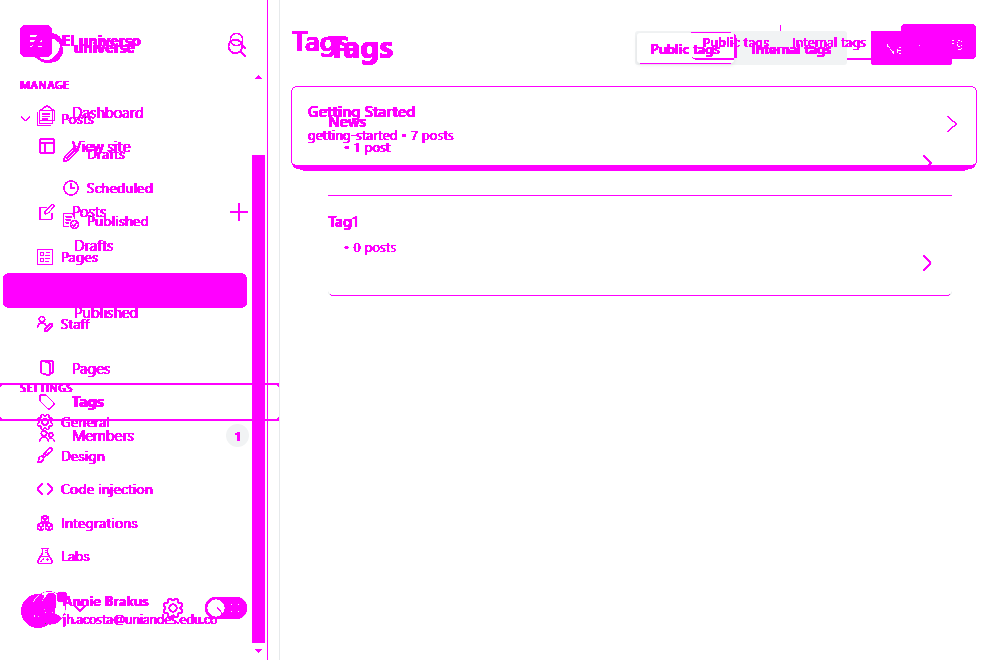 El universo
universe
MANAGE
Dashboard
Posts
View site
Drafts
Scheduled
Posts
Published
Drafts
Pages
Published
Staff
Pages
SETTINGS
Tags
General
Members
1
Design
Code injection
Integrations
Labs
Annie Brakus
jh.acosta@uniandes.edu.co
Tags
Tags
Public tags Internal tags
Public tags Internal tags
Getting Started
News
getting-started • 7 posts
• 1 post
Tag1
• 0 posts